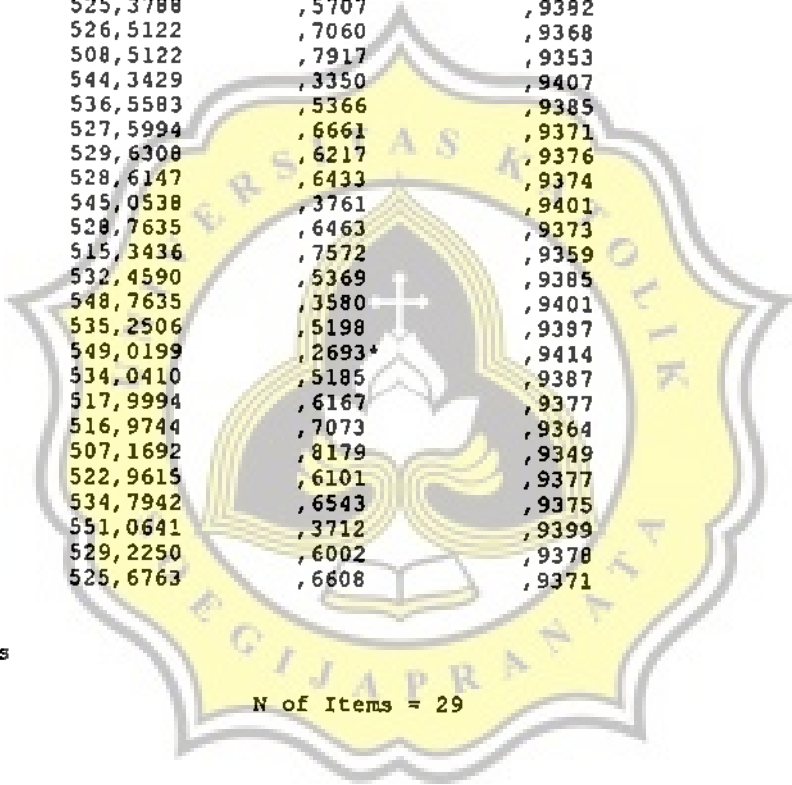 525,3788 ,5707 ,9392
526,5122 ,7060 ,9368
508,5122 ,7917 ,9353
544,3429 ,3350 ,9407
536,5583 ,5366 ,9385
527,5994 ,6661 ,9371
529,6308 ,6217 ,9376
528,6147 ,6433 ,9374
545,0538 ,3761 ,9401
528,7635 ,6463 ,9373
515,3436 ,7572 ,9359
532,4590 ,5369 ,9385
548,7635 ,3580 ,9401
535,2506 ,5198 ,9387
549,0199 ,2693* ,9414
534,0410 ,5185 ,9387
517,9994 ,6167 ,9377
516,9744 ,7073 ,9364
507,1692 ,8179 ,9349
522,9615 ,6101 ,9377
534,7942 ,6543 ,9375
551,0641 ,3712 ,9399
529,2250 ,6002 ,9378
525,6763 ,6608 ,9371
s
N of Items = 29
KATOLIK
SOEGIJAPRANATA